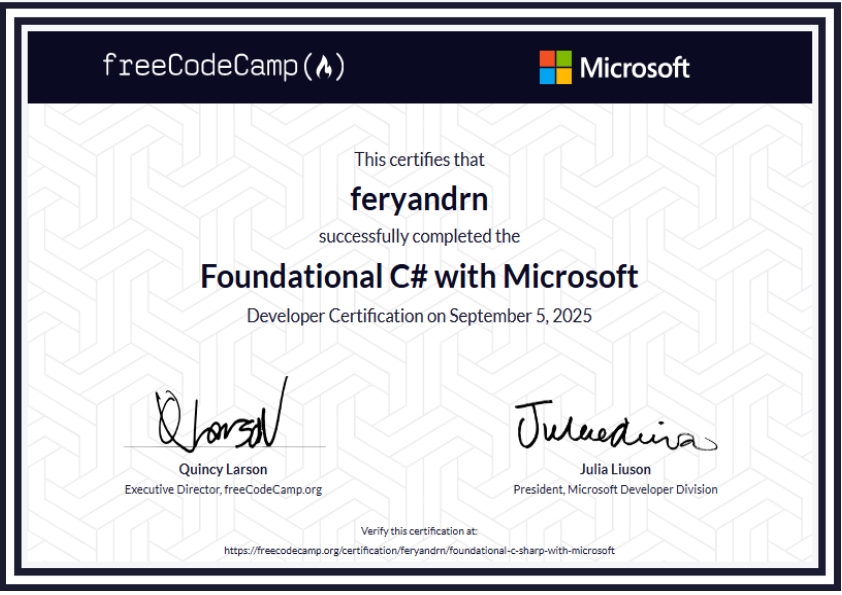 freeCodeCamp(🔥)
Microsoft
This certifies that
feryandrn
successfully completed the
Foundational C# with Microsoft
Developer Certification on September 5, 2025
Quincy Larson
Executive Director, freeCodeCamp.org
Julia Liuson
President, Microsoft Developer Division
Verify this certification at:
https://freecodecamp.org/certification/feryandrn/foundational-c-sharp-with-microsoft